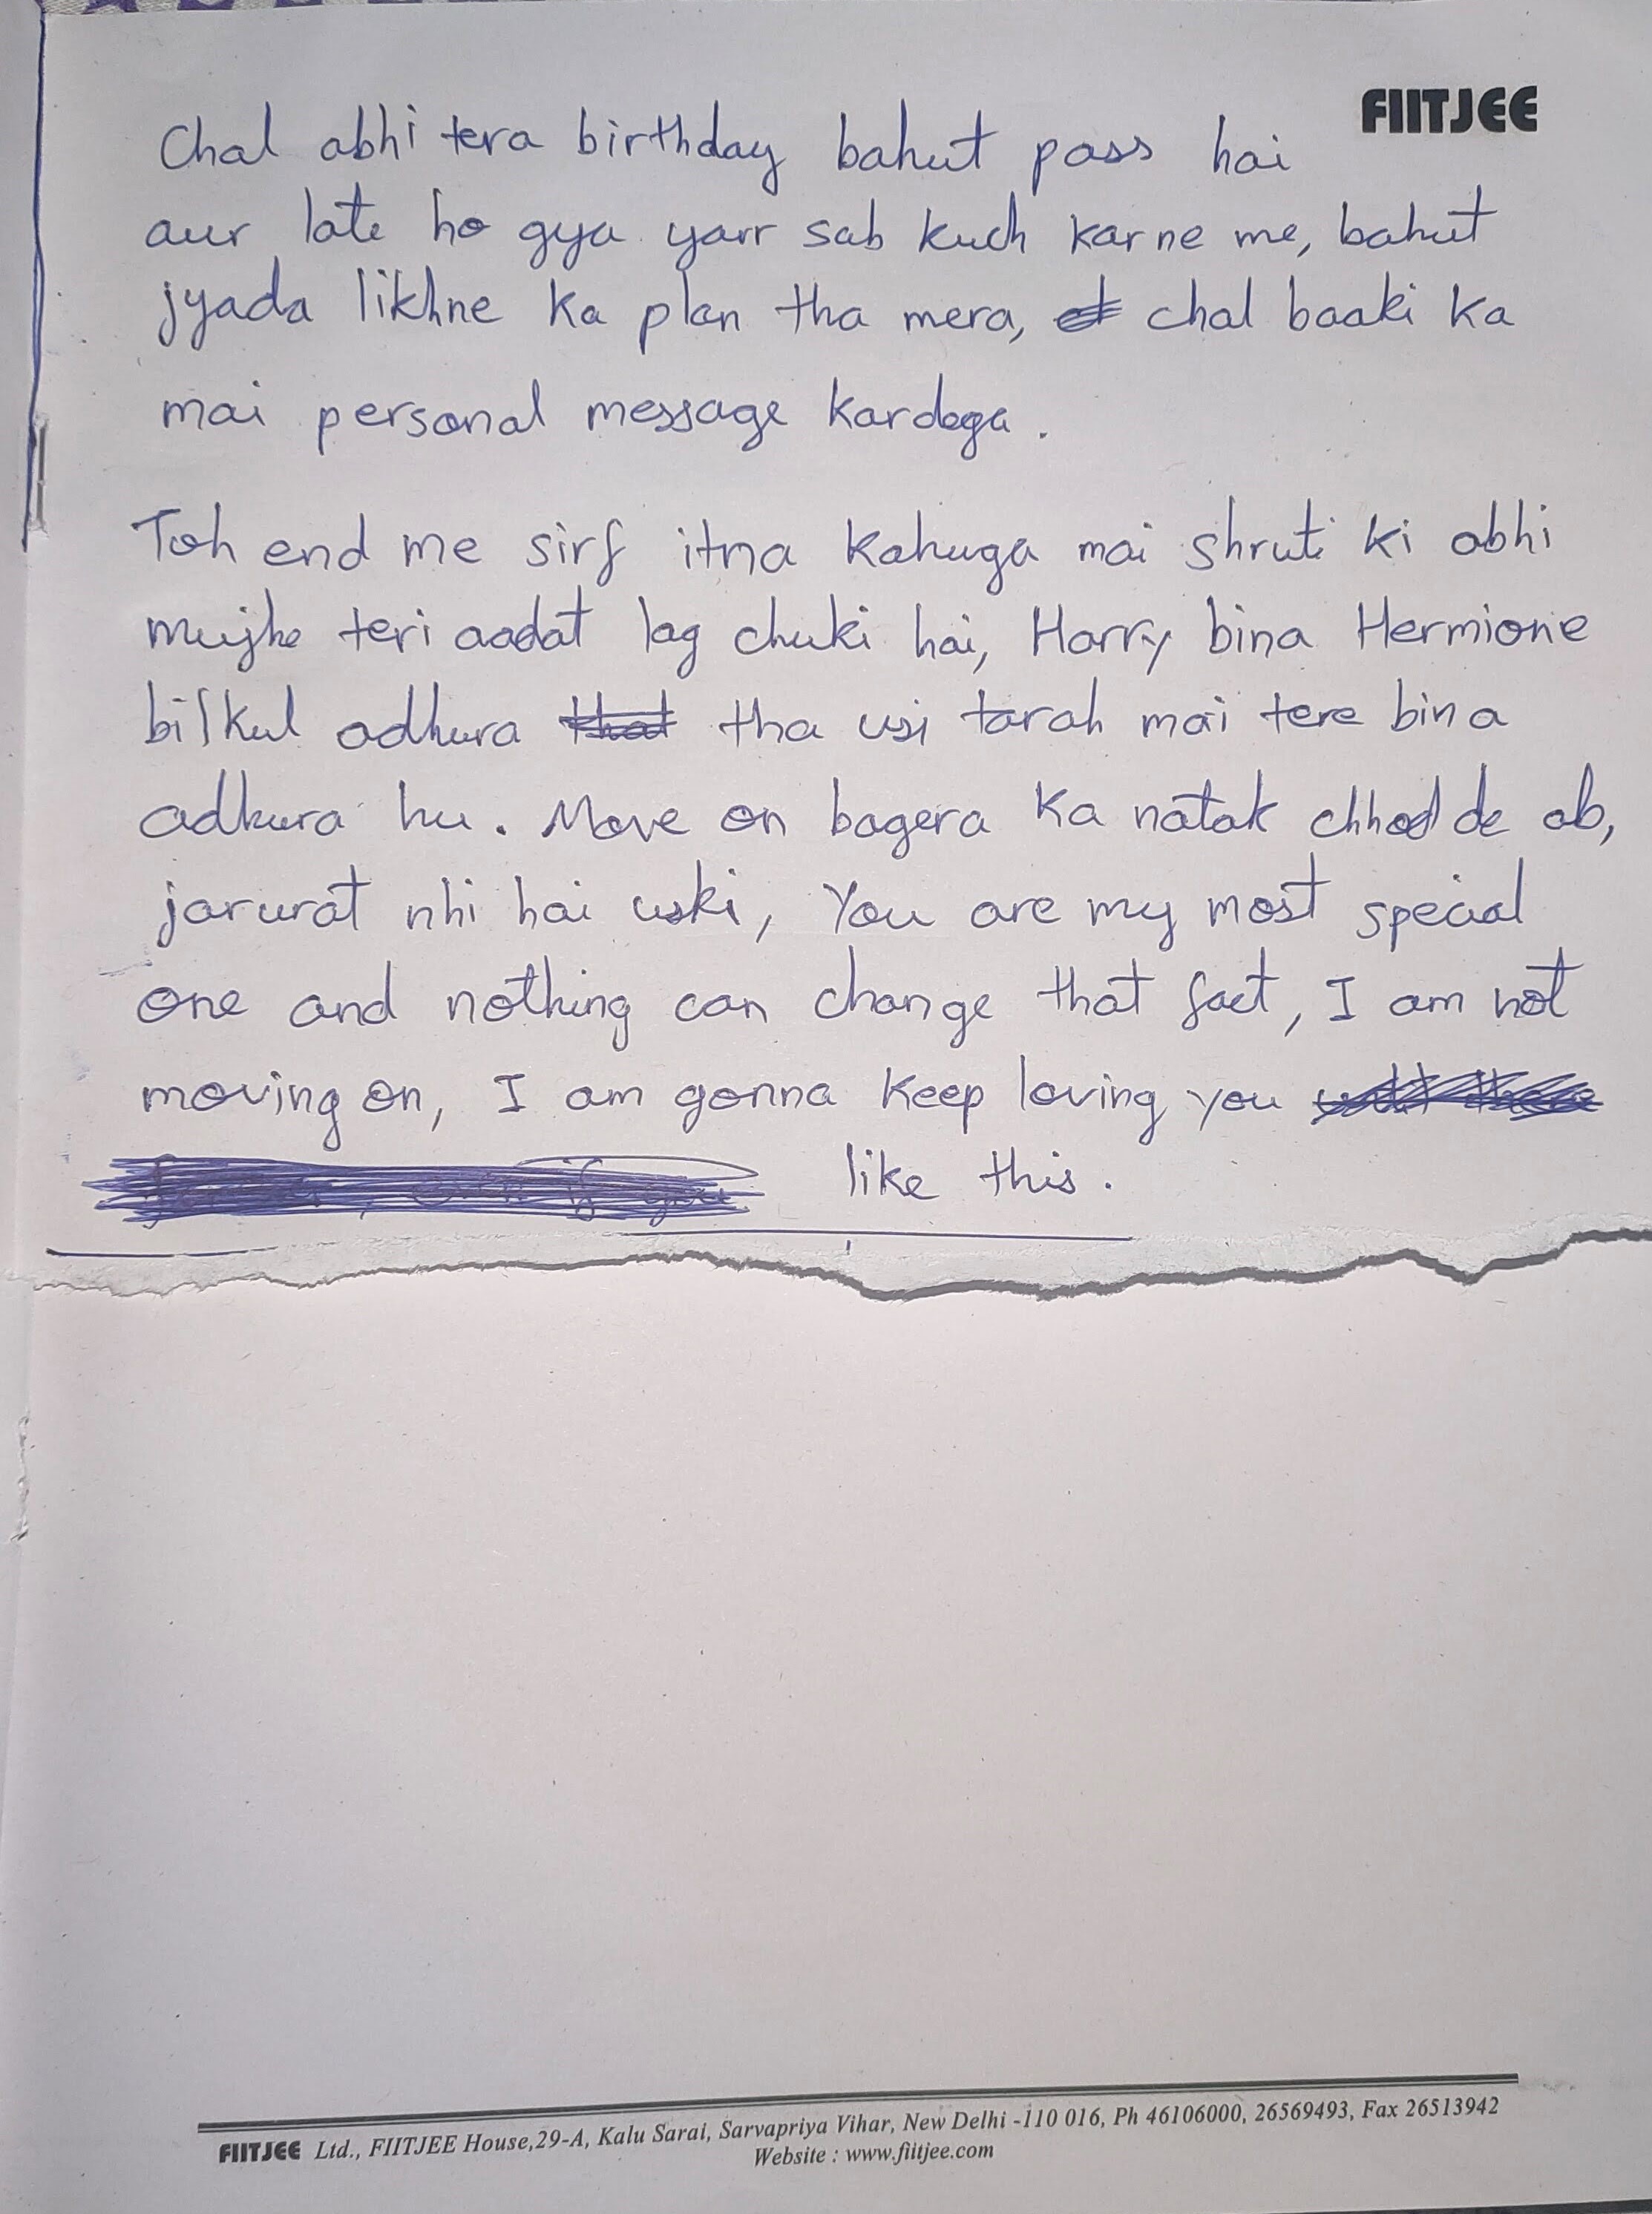 FIITJEE
Chal abhi tera birthday bahut pass hai
aur late ho gya yarr sab kuch karne me, bahut
jyada likhne ka plan tha mera, chal baaki ka
mai personal message kardega.
Toh end me sirf itna kahuga mai shruti ki abhi
mujhe teri aadat lag chuki hai, Harry bina Hermione
bilkul adhura tha usi tarah mai tere bina
adhura hu. Move on bagera ka natak chhod de ab,
jarurat nhi hai uski, You are my most special
one and nothing can change that fact, I am not
moving on, I am gonna keep loving you
like this.
FIITJEE Ltd., FIITJEE House,29-A, Kalu Sarai, Sarvapriya Vihar, New Delhi -110 016, Ph 46106000, 26569493, Fax 26513942
Website : www.fiitjee.com